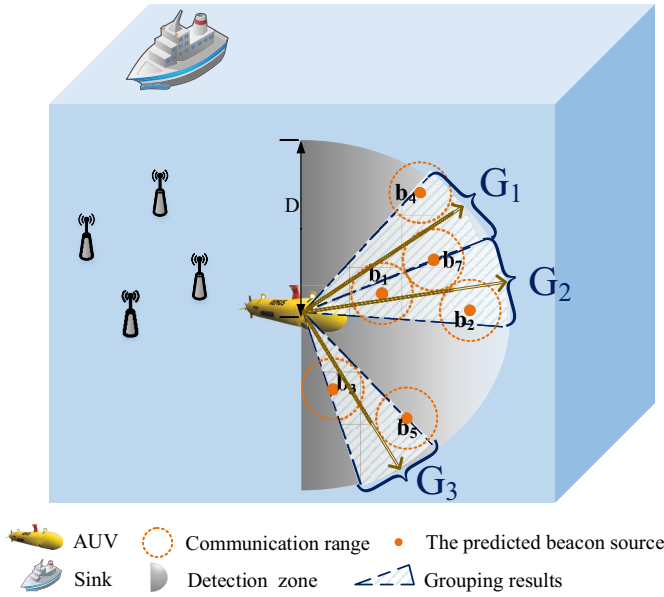 b4
G1
D
b7
b1
G2
b2
b3
b5
G3
AUV
Communication range
The predicted beacon source
Sink
Detection zone
Grouping results